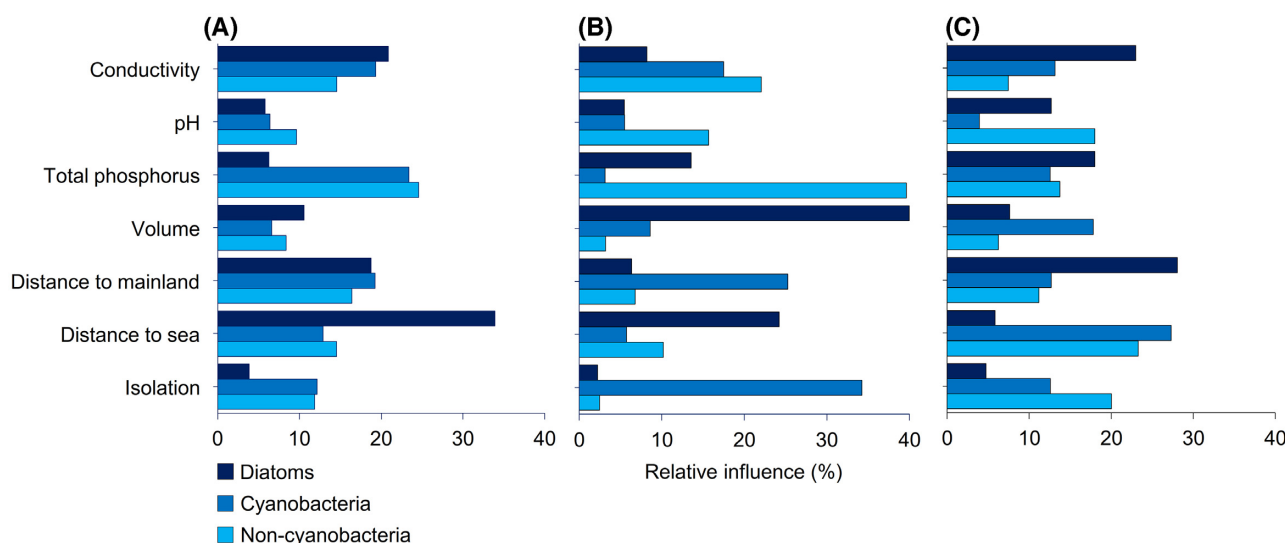 (A) (B) (C)
Conductivity
pH
Total phosphorus
Volume
Distance to mainland
Distance to sea
Isolation
0 10 20 30 40 0 10 20 30 40 0 10 20 30 40
Relative influence (%)
Diatoms
Cyanobacteria
Non-cyanobacteria